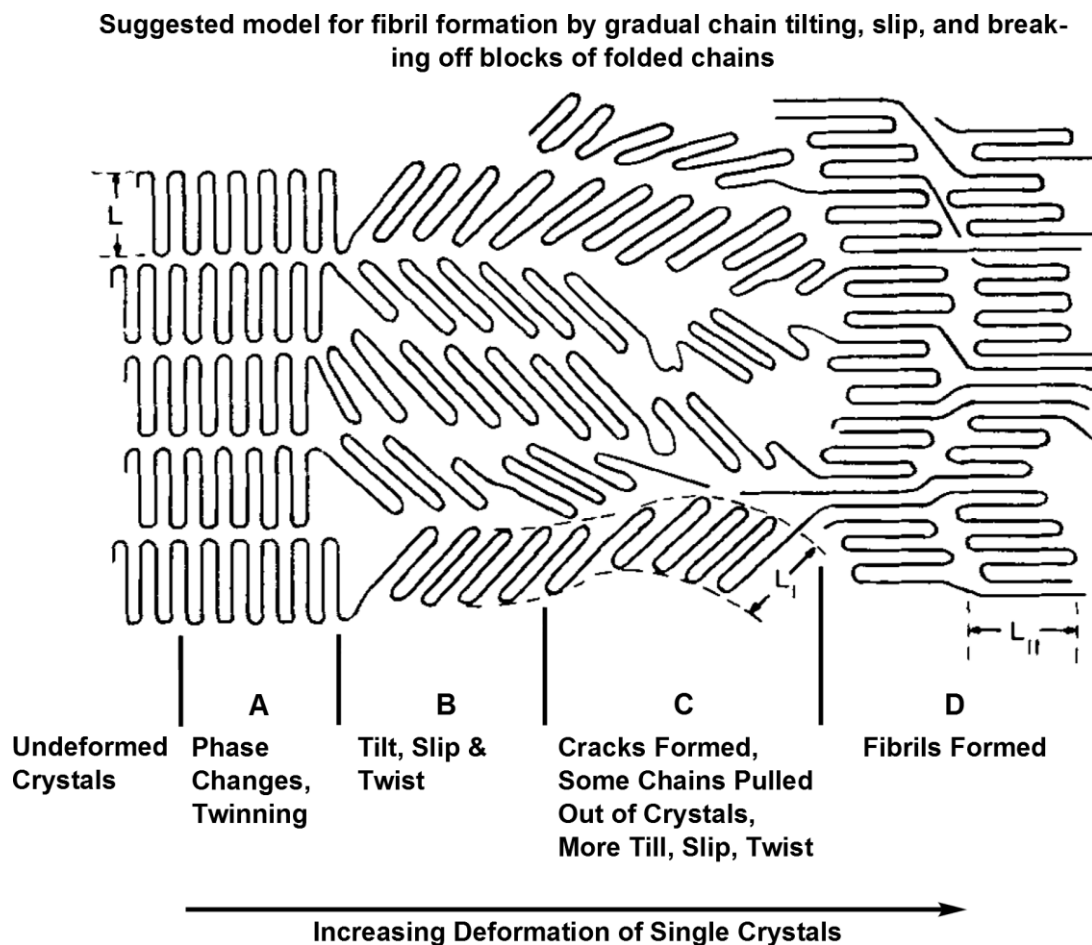 Suggested model for fibril formation by gradual chain tilting, slip, and break-
ing off blocks of folded chains
L
L_I
L_II
A
B
C
D
Undeformed
Crystals
Phase
Changes,
Twinning
Tilt, Slip &
Twist
Cracks Formed,
Some Chains Pulled
Out of Crystals,
More Till, Slip, Twist
Fibrils Formed
Increasing Deformation of Single Crystals